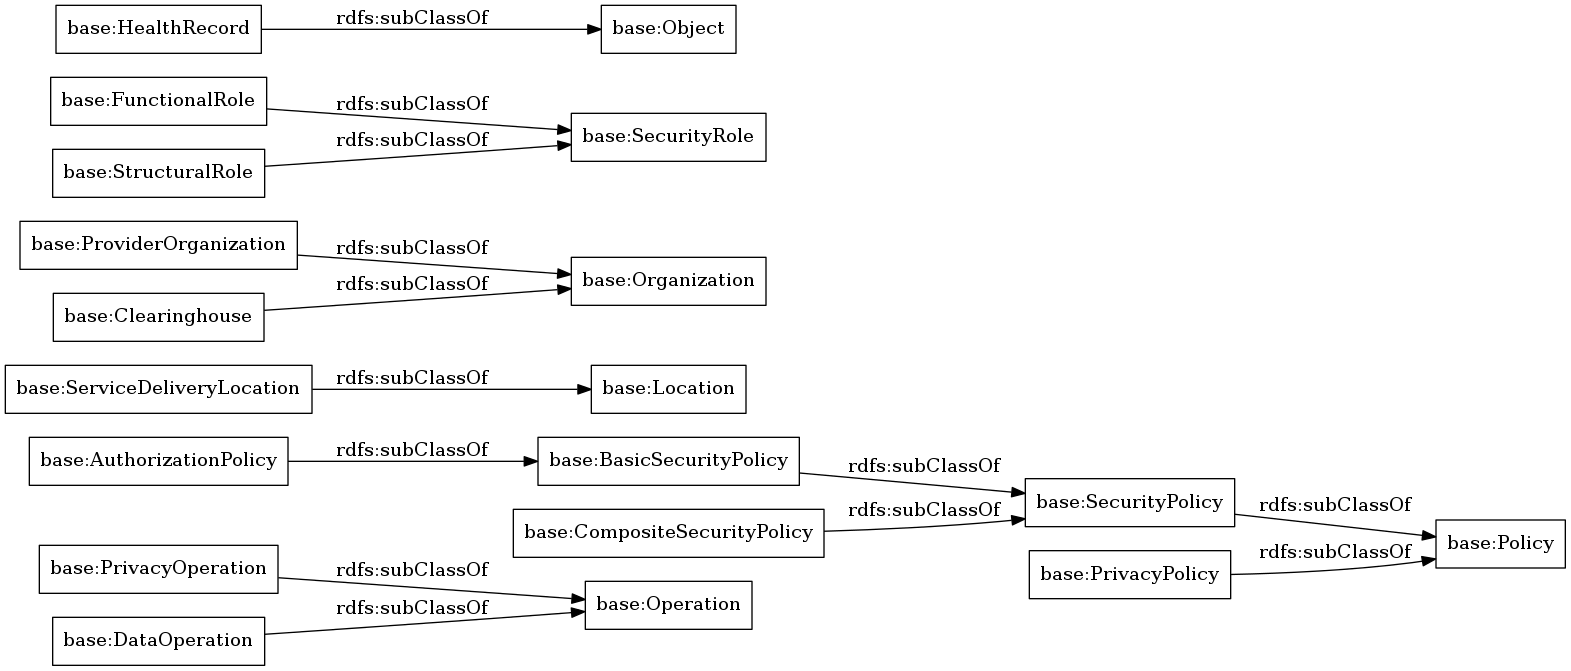 base:HealthRecord
rdfs:subClassOf
base:Object
base:FunctionalRole
rdfs:subClassOf
base:StructuralRole
rdfs:subClassOf
base:SecurityRole
base:ProviderOrganization
rdfs:subClassOf
base:Clearinghouse
rdfs:subClassOf
base:Organization
base:ServiceDeliveryLocation
rdfs:subClassOf
base:Location
base:AuthorizationPolicy
rdfs:subClassOf
base:BasicSecurityPolicy
rdfs:subClassOf
base:CompositeSecurityPolicy
rdfs:subClassOf
base:SecurityPolicy
rdfs:subClassOf
base:PrivacyPolicy
rdfs:subClassOf
base:Policy
base:PrivacyOperation
rdfs:subClassOf
base:DataOperation
rdfs:subClassOf
base:Operation